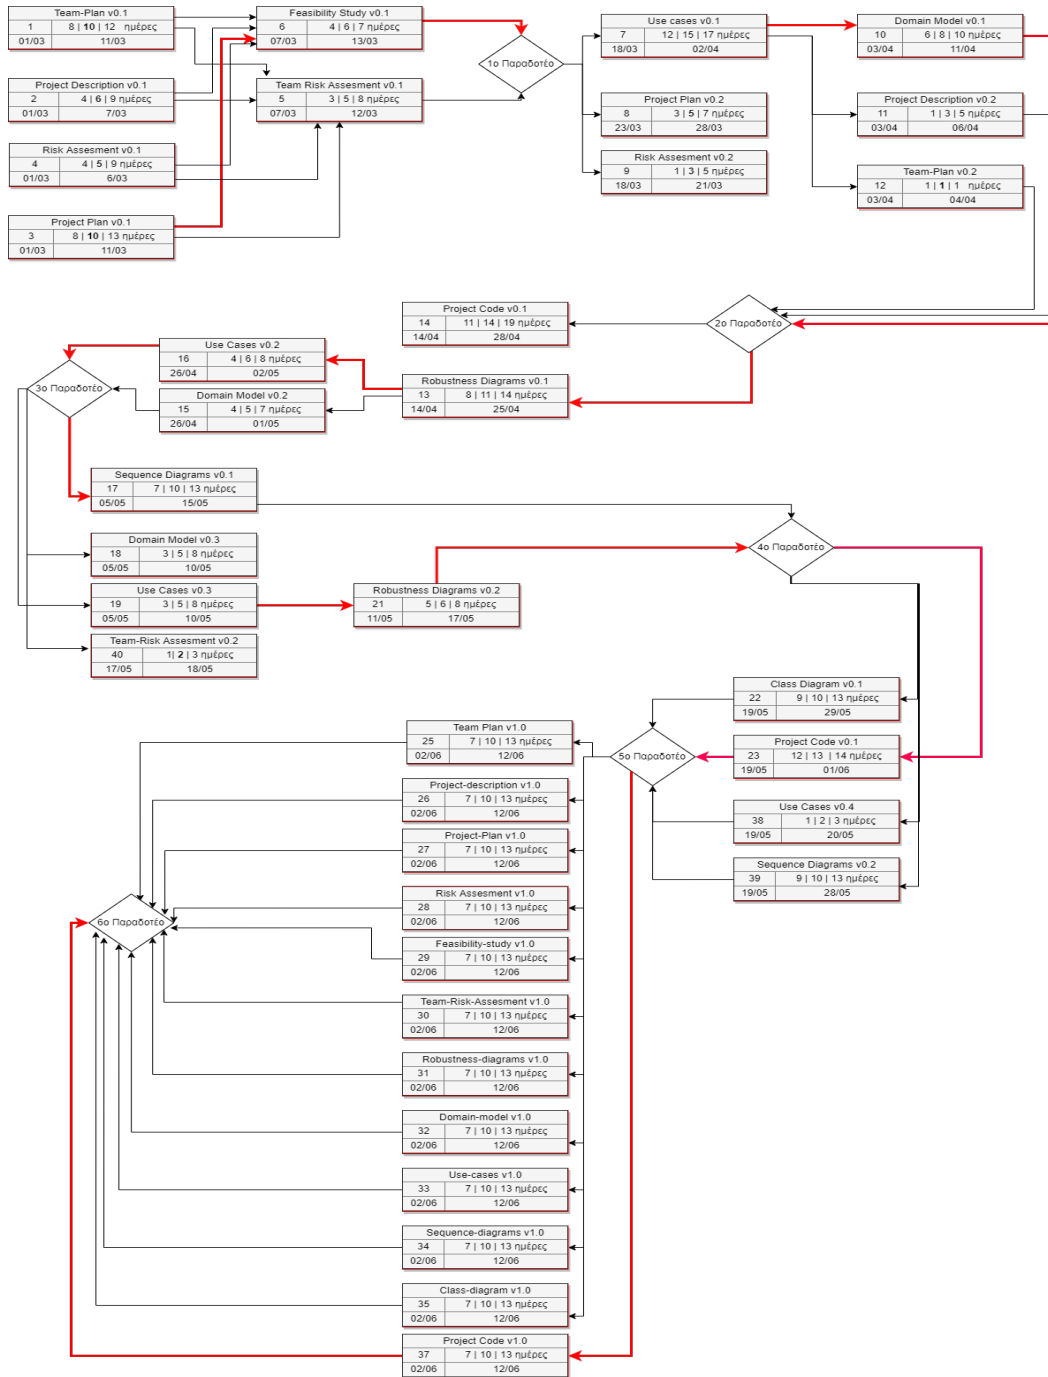 Team-Plan v0.1
1 8 | 10 | 12 ημέρες
01/03 11/03
Feasibility Study v0.1
6 4 | 6 | 7 ημέρες
07/03 13/03
Project Description v0.1
2 4 | 6 | 9 ημέρες
01/03 7/03
Team Risk Assesment v0.1
5 3 | 5 | 8 ημέρες
07/03 12/03
Risk Assesment v0.1
4 4 | 5 | 9 ημέρες
01/03 6/03
Project Plan v0.1
3 8 | 10 | 13 ημέρες
01/03 11/03
1ο Παραδοτέο
Use cases v0.1
7 12 | 15 | 17 ημέρες
18/03 02/04
Domain Model v0.1
10 6 | 8 | 10 ημέρες
03/04 11/04
Project Plan v0.2
8 3 | 5 | 7 ημέρες
23/03 28/03
Project Description v0.2
11 1 | 3 | 5 ημέρες
03/04 06/04
Risk Assesment v0.2
9 1 | 3 | 5 ημέρες
18/03 21/03
Team-Plan v0.2
12 1 | 1 | 1 ημέρες
03/04 04/04
Project Code v0.1
14 11 | 14 | 19 ημέρες
14/04 28/04
2ο Παραδοτέο
Use Cases v0.2
16 4 | 6 | 8 ημέρες
26/04 02/05
3ο Παραδοτέο
Robustness Diagrams v0.1
13 8 | 11 | 14 ημέρες
14/04 25/04
Domain Model v0.2
15 4 | 5 | 7 ημέρες
26/04 01/05
Sequence Diagrams v0.1
17 7 | 10 | 13 ημέρες
05/05 15/05
4ο Παραδοτέο
Domain Model v0.3
18 3 | 5 | 8 ημέρες
05/05 10/05
Use Cases v0.3
19 3 | 5 | 8 ημέρες
05/05 10/05
Robustness Diagrams v0.2
21 5 | 6 | 8 ημέρες
11/05 17/05
Team-Risk Assesment v0.2
40 1| 2 | 3 ημέρες
17/05 18/05
Class Diagram v0.1
22 9 | 10 | 13 ημέρες
19/05 29/05
Project Code v0.1
23 12 | 13 | 14 ημέρες
19/05 01/06
5ο Παραδοτέο
Use Cases v0.4
38 1 | 2 | 3 ημέρες
19/05 20/05
Sequence Diagrams v0.2
39 9 | 10 | 13 ημέρες
19/05 28/05
Team Plan v1.0
25 7 | 10 | 13 ημέρες
02/06 12/06
Project-description v1.0
26 7 | 10 | 13 ημέρες
02/06 12/06
Project-Plan v1.0
27 7 | 10 | 13 ημέρες
02/06 12/06
Risk Assesment v1.0
28 7 | 10 | 13 ημέρες
02/06 12/06
6ο Παραδοτέο
Feasibility-study v1.0
29 7 | 10 | 13 ημέρες
02/06 12/06
Team-Risk-Assesment v1.0
30 7 | 10 | 13 ημέρες
02/06 12/06
Robustness-diagrams v1.0
31 7 | 10 | 13 ημέρες
02/06 12/06
Domain-model v1.0
32 7 | 10 | 13 ημέρες
02/06 12/06
Use-cases v1.0
33 7 | 10 | 13 ημέρες
02/06 12/06
Sequence-diagrams v1.0
34 7 | 10 | 13 ημέρες
02/06 12/06
Class-diagram v1.0
35 7 | 10 | 13 ημέρες
02/06 12/06
Project Code v1.0
37 7 | 10 | 13 ημέρες
02/06 12/06